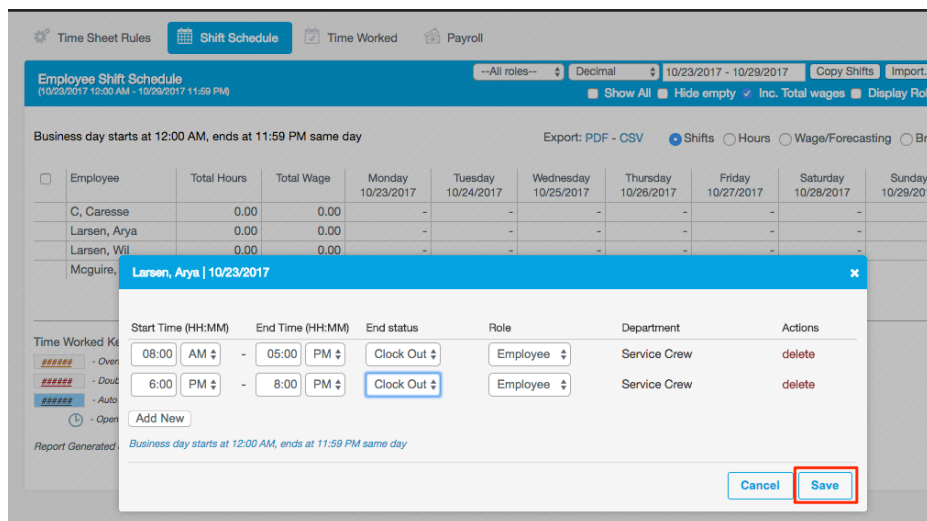 Time Sheet Rules Shift Schedule Time Worked Payroll
Employee Shift Schedule --All roles-- Decimal 10/23/2017 - 10/29/2017 Copy Shifts Import.
(10/23/2017 12:00 AM - 10/29/2017 11:59 PM) Show All Hide empty Inc. Total wages Display Rol
Business day starts at 12:00 AM, ends at 11:59 PM same day Export: PDF - CSV Shifts Hours Wage/Forecasting Br
Employee Total Hours Total Wage Monday Tuesday Wednesday Thursday Friday Saturday Sunday
10/23/2017 10/24/2017 10/25/2017 10/26/2017 10/27/2017 10/28/2017 10/29/20
C, Caresse 0.00 0.00 - - - - - -
Larsen, Arya 0.00 0.00 - - - - - -
Larsen, Wil 0.00 0.00 - - - - - -
Mcguire,
Larsen, Arya | 10/23/2017 ×
Start Time (HH:MM) End Time (HH:MM) End status Role Department Actions
08:00 AM - 05:00 PM Clock Out Employee Service Crew delete
6:00 PM - 8:00 PM Clock Out Employee Service Crew delete
Add New
Business day starts at 12:00 AM, ends at 11:59 PM same day
Cancel Save
Time Worked Ke
###### - Over
###### - Doub
###### - Auto
- Open
Report Generated